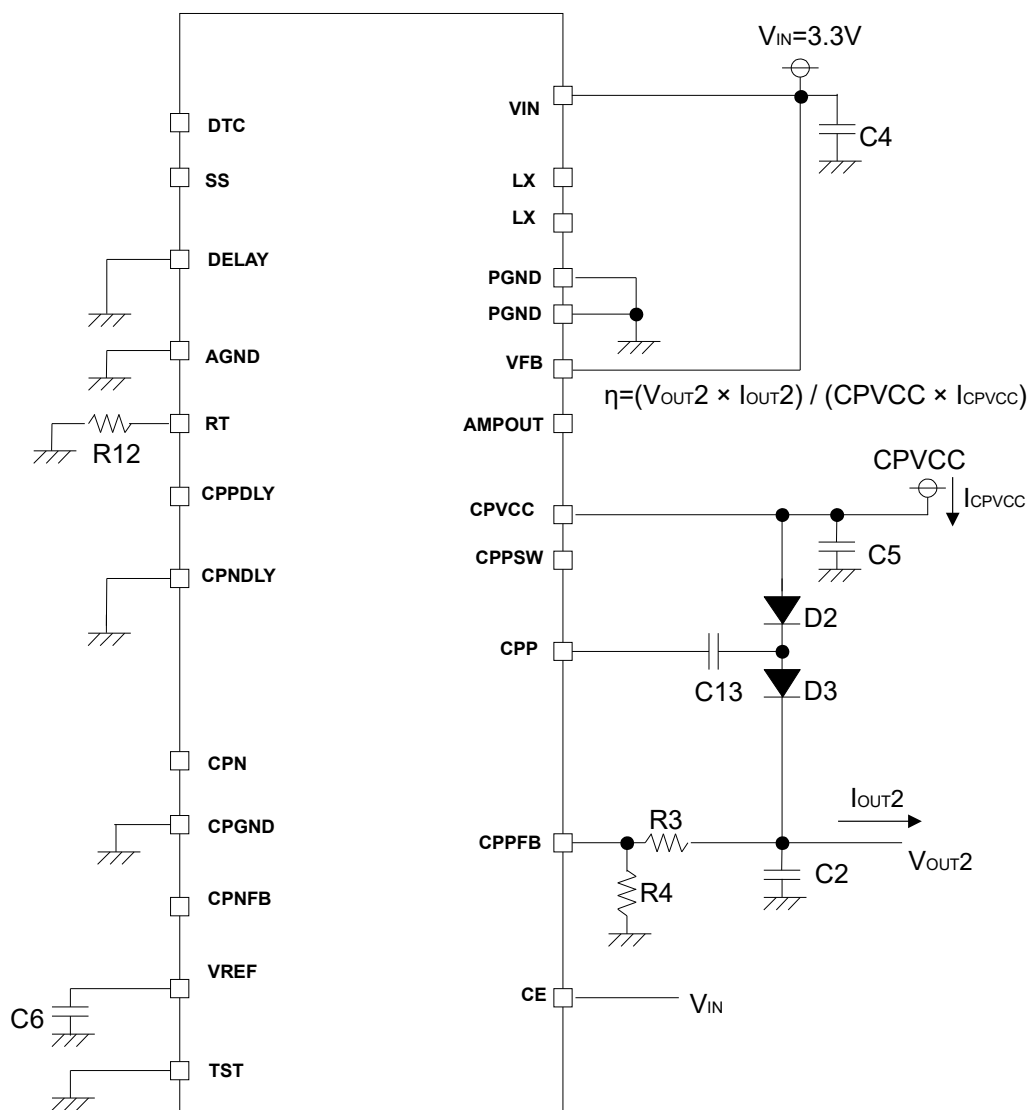 VIN=3.3V
VIN
DTC
C4
SS
LX
LX
DELAY
PGND
PGND
AGND
VFB
η=(VOUT2 × IOUT2) / (CPVCC × ICPVCC)
RT
AMPOUT
R12
CPVCC
CPPDLY
ICPVCC
CPVCC
CPPSW
C5
CPNDLY
D2
CPP
C13
D3
CPN
IOUT2
CPGND
R3
CPPFB
VOUT2
C2
R4
CPNFB
VREF
CE
VIN
C6
TST